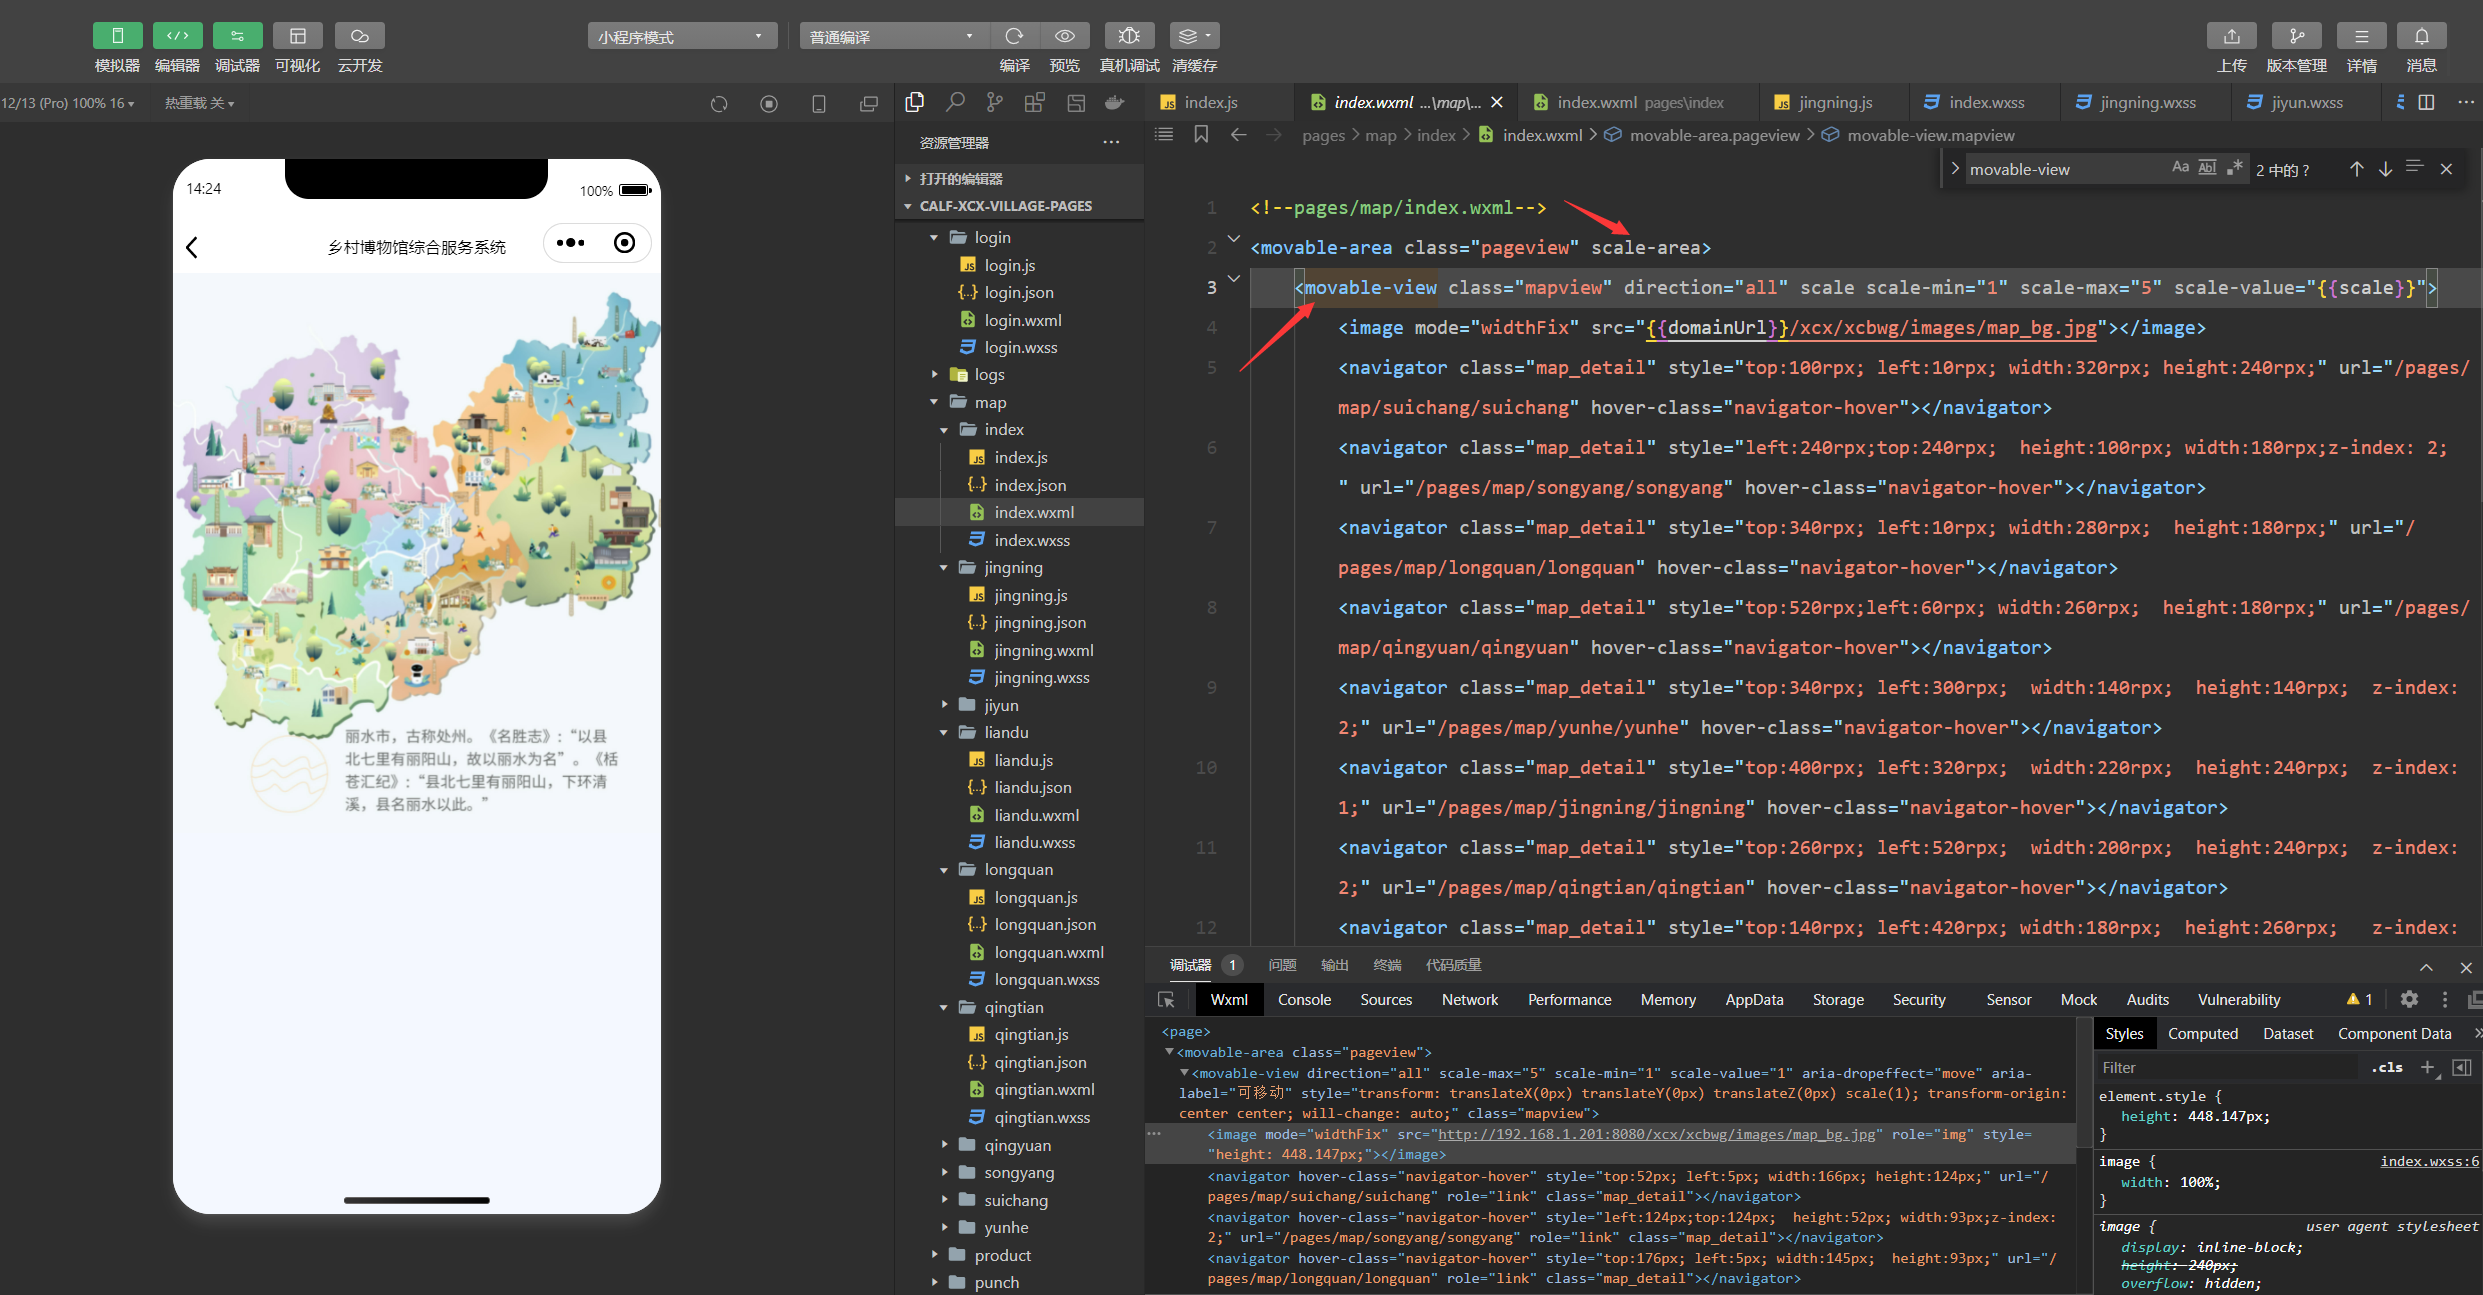 模拟器 编辑器 调试器 可视化 云开发
小程序模式 普通编译
编译 预览 真机调试 清缓存
上传 版本管理 详情 消息
12/13 (Pro) 100% 16 热重载 关
14:24 100%
乡村博物馆综合服务系统
丽水市，古称处州。《名胜志》：“以县
北七里有丽阳山，故以丽水为名”。《栝
苍汇纪》：“县北七里有丽阳山，下环清
溪，县名丽水以此。”
资源管理器
打开的编辑器
CALF-XCX-VILLAGE-PAGES
login
login.js
login.json
login.wxml
login.wxss
logs
map
index
index.js
index.json
index.wxml
index.wxss
jingning
jingning.js
jingning.json
jingning.wxml
jingning.wxss
jiyun
liandu
liandu.js
liandu.json
liandu.wxml
liandu.wxss
longquan
longquan.js
longquan.json
longquan.wxml
longquan.wxss
qingtian
qingtian.js
qingtian.json
qingtian.wxml
qingtian.wxss
qingyuan
songyang
suichang
yunhe
product
punch
index.js index.wxml ...\map\... index.wxml pages\index jingning.js index.wxss jingning.wxss jiyun.wxss
pages > map > index > index.wxml > movable-area.pageview > movable-view.mapview
movable-view Aa Abl 2 中的 ?
1 <!--pages/map/index.wxml-->
2 <movable-area class="pageview" scale-area>
3 <movable-view class="mapview" direction="all" scale scale-min="1" scale-max="5" scale-value="{{scale}}">
4 <image mode="widthFix" src="{{domainUrl}}/xcx/xcbwg/images/map_bg.jpg"></image>
5 <navigator class="map_detail" style="top:100rpx; left:10rpx; width:320rpx; height:240rpx;" url="/pages/
map/suichang/suichang" hover-class="navigator-hover"></navigator>
6 <navigator class="map_detail" style="left:240rpx;top:240rpx;  height:100rpx; width:180rpx;z-index: 2;
" url="/pages/map/songyang/songyang" hover-class="navigator-hover"></navigator>
7 <navigator class="map_detail" style="top:340rpx; left:10rpx; width:280rpx;  height:180rpx;" url="/
pages/map/longquan/longquan" hover-class="navigator-hover"></navigator>
8 <navigator class="map_detail" style="top:520rpx;left:60rpx; width:260rpx;  height:180rpx;" url="/pages/
map/qingyuan/qingyuan" hover-class="navigator-hover"></navigator>
9 <navigator class="map_detail" style="top:340rpx; left:300rpx;  width:140rpx;  height:140rpx;  z-index:
2;" url="/pages/map/yunhe/yunhe" hover-class="navigator-hover"></navigator>
10 <navigator class="map_detail" style="top:400rpx; left:320rpx;  width:220rpx;  height:240rpx;  z-index:
1;" url="/pages/map/jingning/jingning" hover-class="navigator-hover"></navigator>
11 <navigator class="map_detail" style="top:260rpx; left:520rpx;  width:200rpx;  height:240rpx;  z-index:
2;" url="/pages/map/qingtian/qingtian" hover-class="navigator-hover"></navigator>
12 <navigator class="map_detail" style="top:140rpx; left:420rpx; width:180rpx;  height:260rpx;   z-index:
调试器 1 问题 输出 终端 代码质量
Wxml Console Sources Network Performance Memory AppData Storage Security Sensor Mock Audits Vulnerability 1
<page>
<movable-area class="pageview">
<movable-view direction="all" scale-max="5" scale-min="1" scale-value="1" aria-dropeffect="move" aria-
label="可移动" style="transform: translateX(0px) translateY(0px) translateZ(0px) scale(1); transform-origin:
center center; will-change: auto;" class="mapview">
<image mode="widthFix" src="http://192.168.1.201:8080/xcx/xcbwg/images/map_bg.jpg" role="img" style=
"height: 448.147px;"></image>
<navigator hover-class="navigator-hover" style="top:52px; left:5px; width:166px; height:124px;" url="/
pages/map/suichang/suichang" role="link" class="map_detail"></navigator>
<navigator hover-class="navigator-hover" style="left:124px;top:124px;  height:52px; width:93px;z-index:
2;" url="/pages/map/songyang/songyang" role="link" class="map_detail"></navigator>
<navigator hover-class="navigator-hover" style="top:176px; left:5px; width:145px;  height:93px;" url="/
pages/map/longquan/longquan" role="link" class="map_detail"></navigator>
Styles Computed Dataset Component Data »
Filter .cls +
element.style {
height: 448.147px;
}
image { index.wxss:6
width: 100%;
}
image { user agent stylesheet
display: inline-block;
height: 240px;
overflow: hidden;